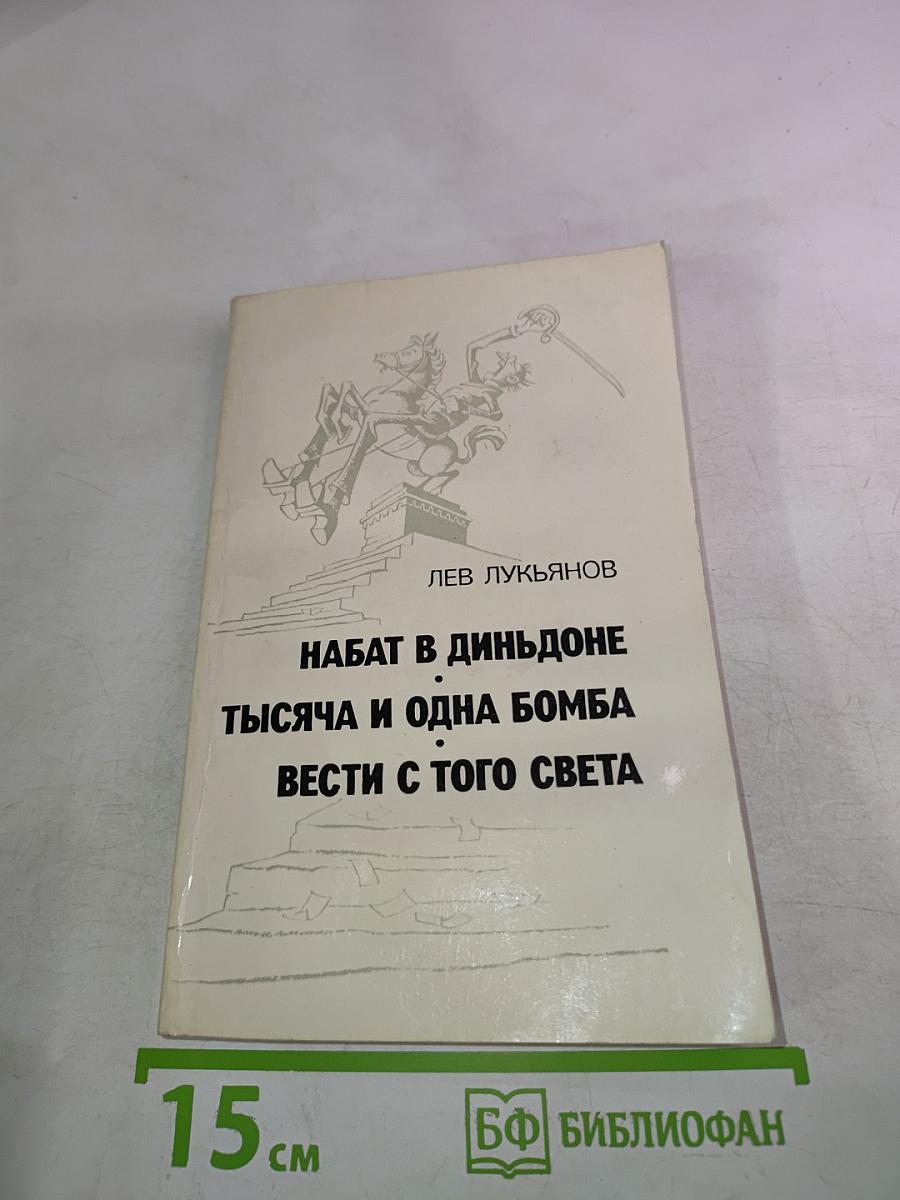 ЛЕВ ЛУКЬЯНОВ
НАБАТ В ДИНЬДОНЕ
•
ТЫСЯЧА И ОДНА БОМБА
•
ВЕСТИ С ТОГО СВЕТА
15 см
БФ БИБЛИОФАН